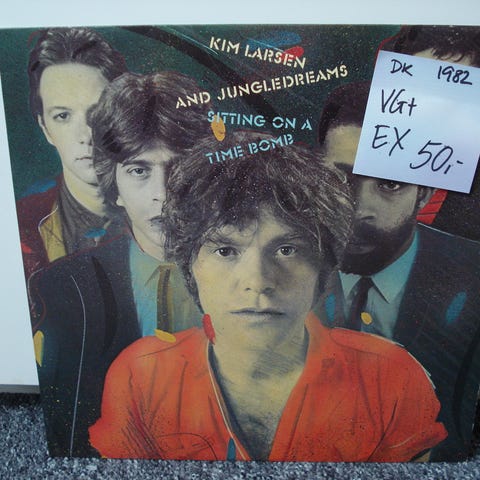 KIM LARSEN
AND JUNGLEDREAMS
SITTING ON A
TIME BOMB
DK 1982
VG+
EX 50,-